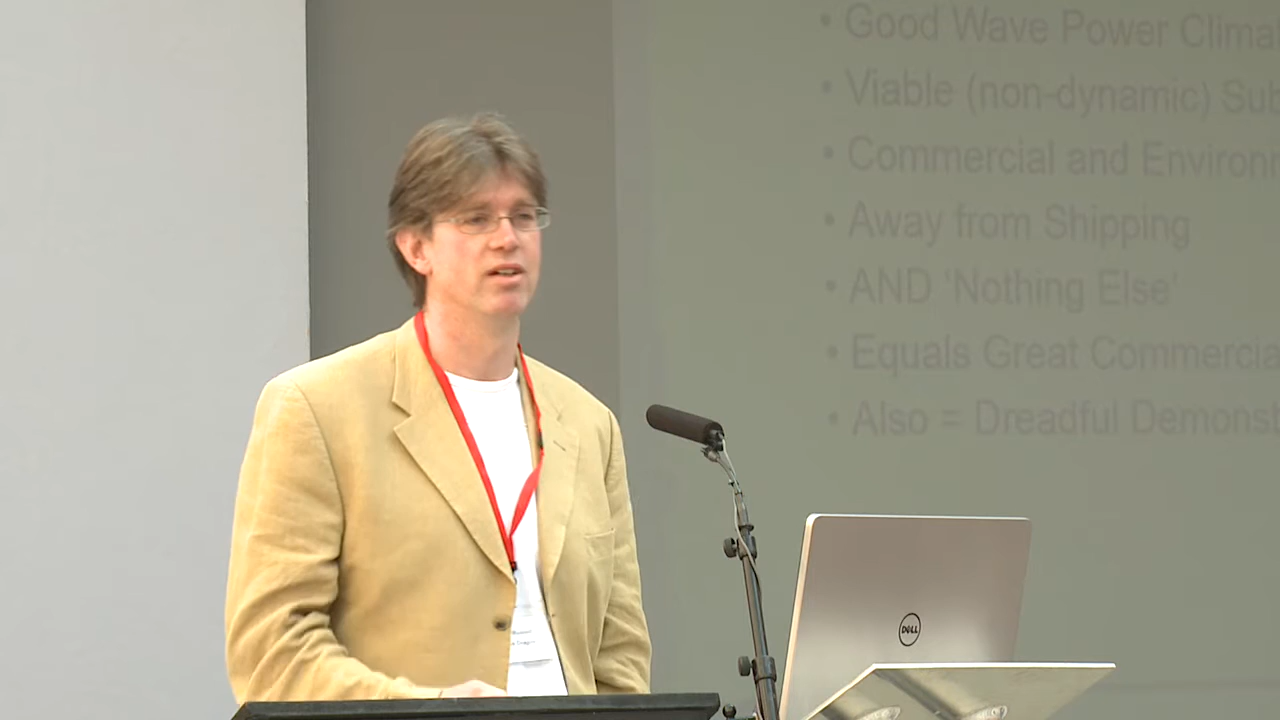 • Good Wave Power Clima
• Viable (non-dynamic) Sub
• Commercial and Environ
• Away from Shipping
• AND ‘Nothing Else’
• Equals Great Commercia
• Also = Dreadful Demonst
DELL